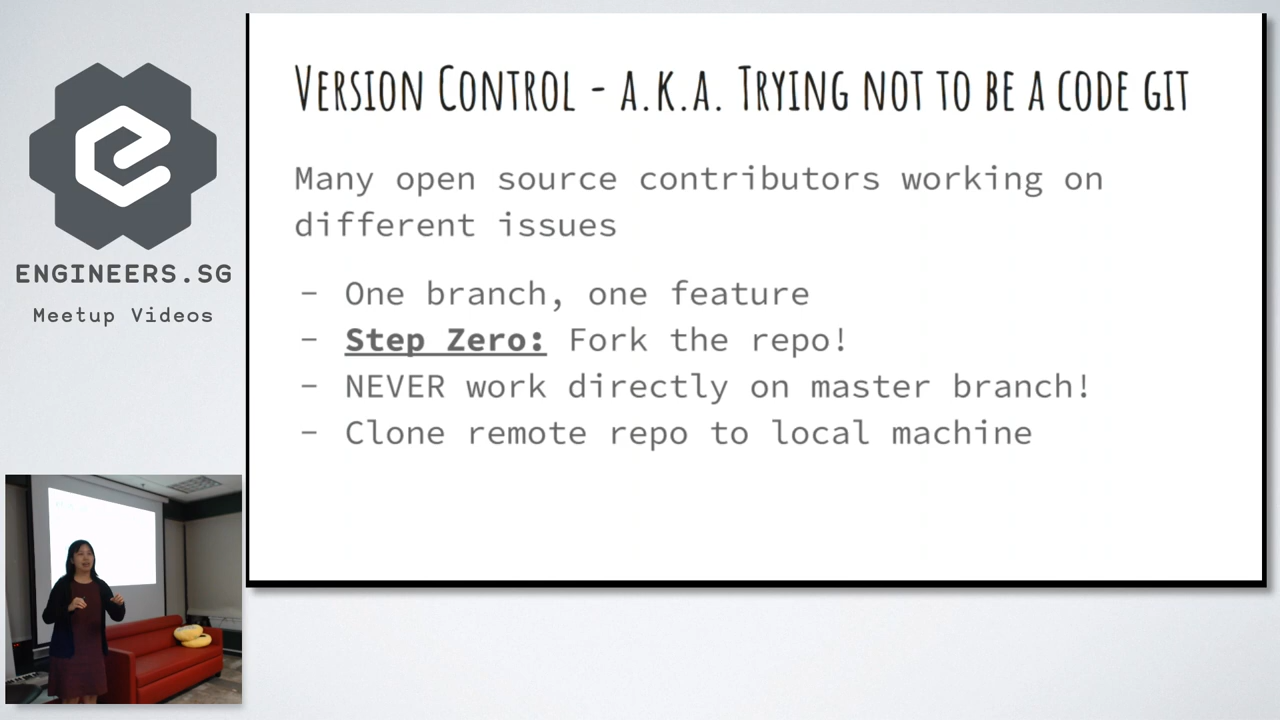 VERSION CONTROL - A.K.A. TRYING NOT TO BE A CODE GIT
Many open source contributors working on
different issues
- One branch, one feature
- Step Zero: Fork the repo!
- NEVER work directly on master branch!
- Clone remote repo to local machine
ENGINEERS.SG
Meetup Videos